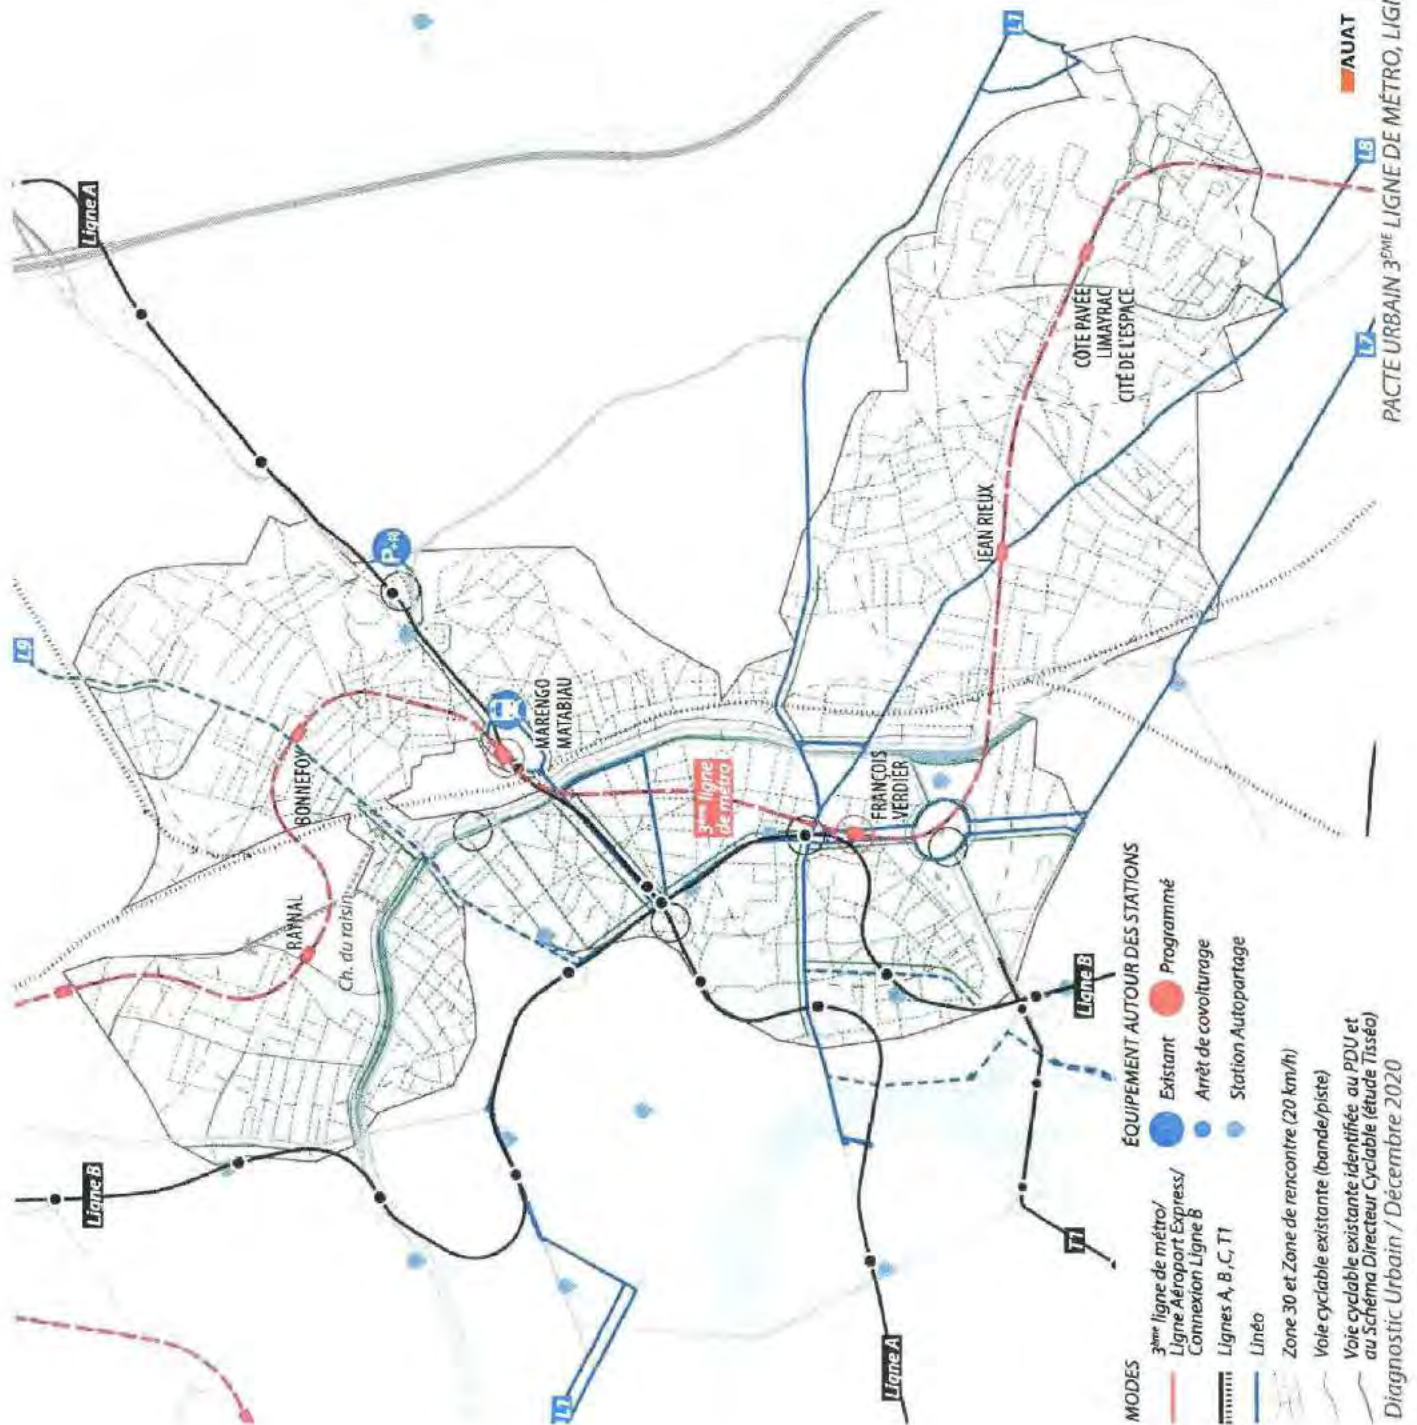 L1
Ligne A
L9
P+R
BONNEFOY
MARENGO
MATABIAU
RAYNAL
Ch. du raisin
3ème ligne
de métro
FRANÇOIS
VERDIER
JEAN RIEUX
CÔTE PAVÉE
LIMAYRAC
CITÉ DE L'ESPACE
L8
L7
Ligne B
Ligne B
T1
Ligne A
L1
MODES
3ème ligne de métro/
Ligne Aéroport Express/
Connexion Ligne B
Lignes A, B, C, T1
Linéo
Zone 30 et Zone de rencontre (20 km/h)
Voie cyclable existante (bande/piste)
Voie cyclable existante identifiée au PDU et
au Schéma Directeur Cyclable (étude Tisséo)
ÉQUIPEMENT AUTOUR DES STATIONS
Existant
Programmé
Arrêt de covoiturage
Station Autopartage
Diagnostic Urbain / Décembre 2020
PACTE URBAIN 3ÈME LIGNE DE MÉTRO, LIGN
AUAT